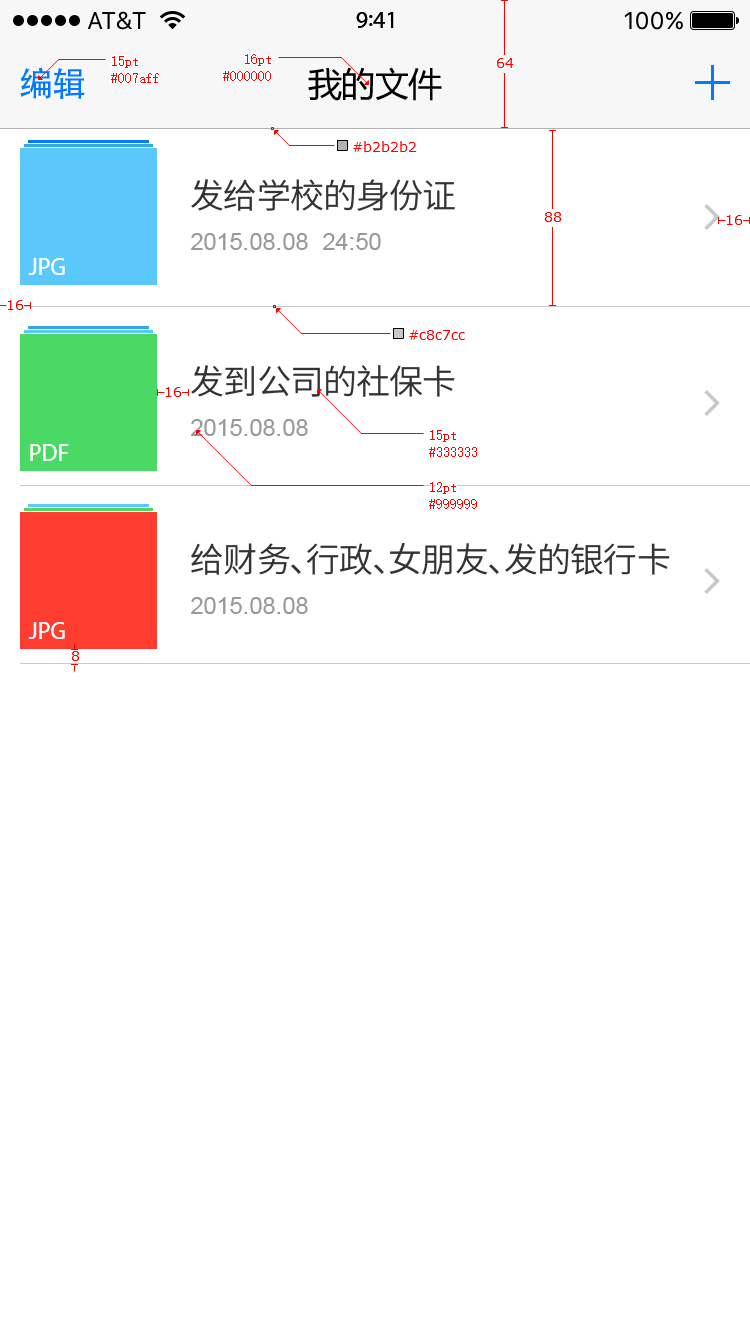 AT&T 9:41 100%
15pt
#007aff
16pt
#000000
64
编辑 我的文件
#b2b2b2
发给学校的身份证
88
16
2015.08.08 24:50
JPG
16
#c8c7cc
发到公司的社保卡
16
2015.08.08
15pt
#333333
PDF
12pt
#999999
给财务、行政、女朋友、发的银行卡
2015.08.08
JPG
8